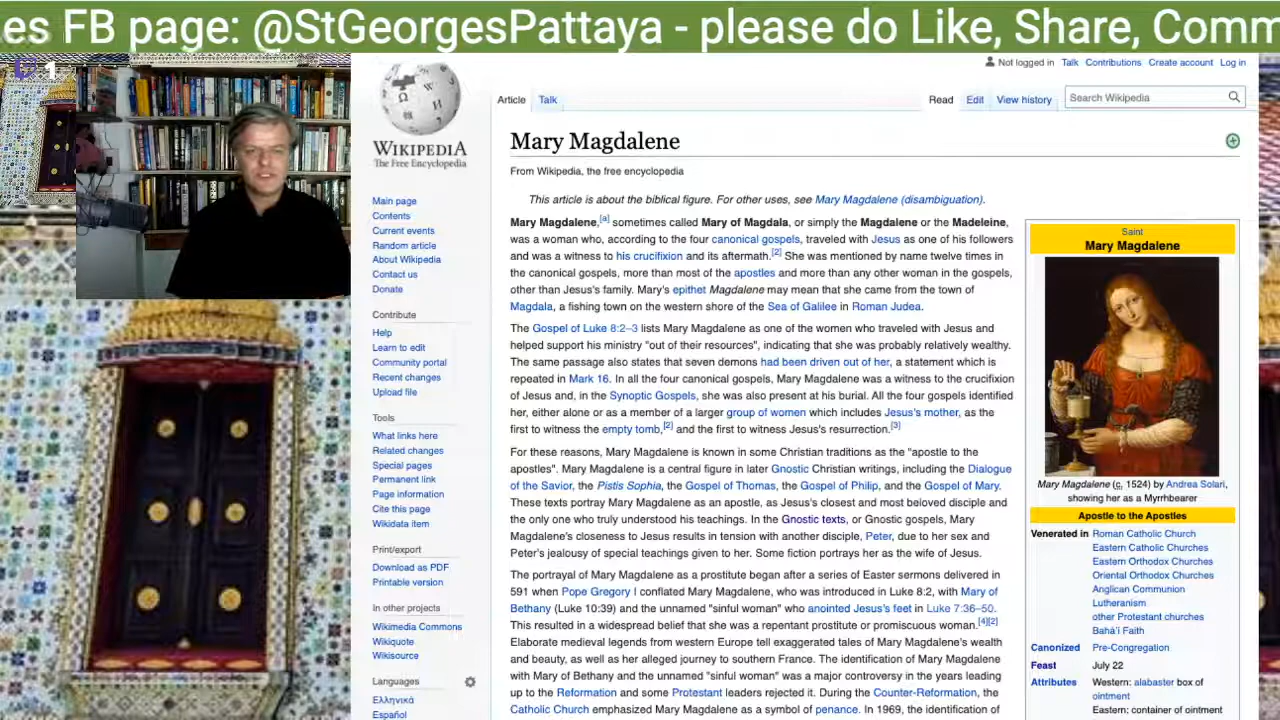 es FB page: @StGeorgesPattaya - please do Like, Share, Comm
1
Not logged in Talk Contributions Create account Log in
Article Talk
Read Edit View history
Search Wikipedia
WIKIPEDIA
The Free Encyclopedia
Main page
Contents
Current events
Random article
About Wikipedia
Contact us
Donate
Contribute
Help
Learn to edit
Community portal
Recent changes
Upload file
Tools
What links here
Related changes
Special pages
Permanent link
Page information
Cite this page
Wikidata item
Print/export
Download as PDF
Printable version
In other projects
Wikimedia Commons
Wikiquote
Wikisource
Languages
Ελληνικά
Español
Mary Magdalene
From Wikipedia, the free encyclopedia
This article is about the biblical figure. For other uses, see Mary Magdalene (disambiguation).
Mary Magdalene,[a] sometimes called Mary of Magdala, or simply the Magdalene or the Madeleine,
was a woman who, according to the four canonical gospels, traveled with Jesus as one of his followers
and was a witness to his crucifixion and its aftermath.[2] She was mentioned by name twelve times in
the canonical gospels, more than most of the apostles and more than any other woman in the gospels,
other than Jesus's family. Mary's epithet Magdalene may mean that she came from the town of
Magdala, a fishing town on the western shore of the Sea of Galilee in Roman Judea.
The Gospel of Luke 8:2–3 lists Mary Magdalene as one of the women who traveled with Jesus and
helped support his ministry "out of their resources", indicating that she was probably relatively wealthy.
The same passage also states that seven demons had been driven out of her, a statement which is
repeated in Mark 16. In all the four canonical gospels, Mary Magdalene was a witness to the crucifixion
of Jesus and, in the Synoptic Gospels, she was also present at his burial. All the four gospels identified
her, either alone or as a member of a larger group of women which includes Jesus's mother, as the
first to witness the empty tomb,[2] and the first to witness Jesus's resurrection.[3]
For these reasons, Mary Magdalene is known in some Christian traditions as the "apostle to the
apostles". Mary Magdalene is a central figure in later Gnostic Christian writings, including the Dialogue
of the Savior, the Pistis Sophia, the Gospel of Thomas, the Gospel of Philip, and the Gospel of Mary.
These texts portray Mary Magdalene as an apostle, as Jesus's closest and most beloved disciple and
the only one who truly understood his teachings. In the Gnostic texts, or Gnostic gospels, Mary
Magdalene's closeness to Jesus results in tension with another disciple, Peter, due to her sex and
Peter's jealousy of special teachings given to her. Some fiction portrays her as the wife of Jesus.
The portrayal of Mary Magdalene as a prostitute began after a series of Easter sermons delivered in
591 when Pope Gregory I conflated Mary Magdalene, who was introduced in Luke 8:2, with Mary of
Bethany (Luke 10:39) and the unnamed "sinful woman" who anointed Jesus's feet in Luke 7:36–50.
This resulted in a widespread belief that she was a repentant prostitute or promiscuous woman.[4][2]
Elaborate medieval legends from western Europe tell exaggerated tales of Mary Magdalene's wealth
and beauty, as well as her alleged journey to southern France. The identification of Mary Magdalene
with Mary of Bethany and the unnamed "sinful woman" was a major controversy in the years leading
up to the Reformation and some Protestant leaders rejected it. During the Counter-Reformation, the
Catholic Church emphasized Mary Magdalene as a symbol of penance. In 1969, the identification of
Saint
Mary Magdalene
Mary Magdalene (c. 1524) by Andrea Solari,
showing her as a Myrrhbearer
Apostle to the Apostles
Venerated in Roman Catholic Church
Eastern Catholic Churches
Eastern Orthodox Churches
Oriental Orthodox Churches
Anglican Communion
Lutheranism
other Protestant churches
Bahá'í Faith
Canonized Pre-Congregation
Feast July 22
Attributes Western: alabaster box of
ointment
Eastern: container of ointment